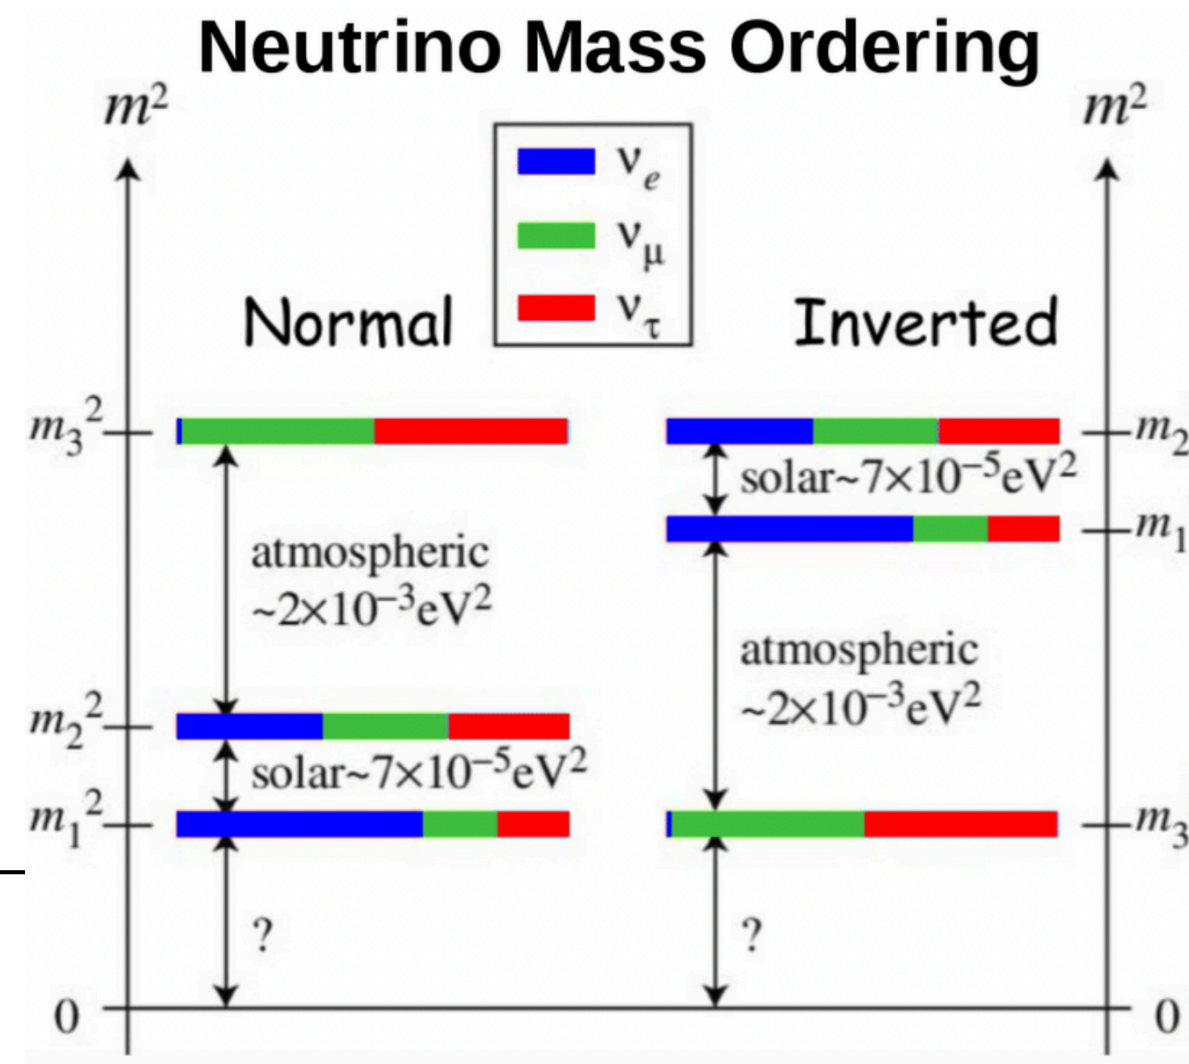 Neutrino Mass Ordering
m²
m²
νe
νμ
ντ
Normal
Inverted
m₃²
m₂
solar~7×10⁻⁵eV²
m₁
atmospheric
~2×10⁻³eV²
atmospheric
~2×10⁻³eV²
m₂²
solar~7×10⁻⁵eV²
m₁²
m₃
?
?
0
0